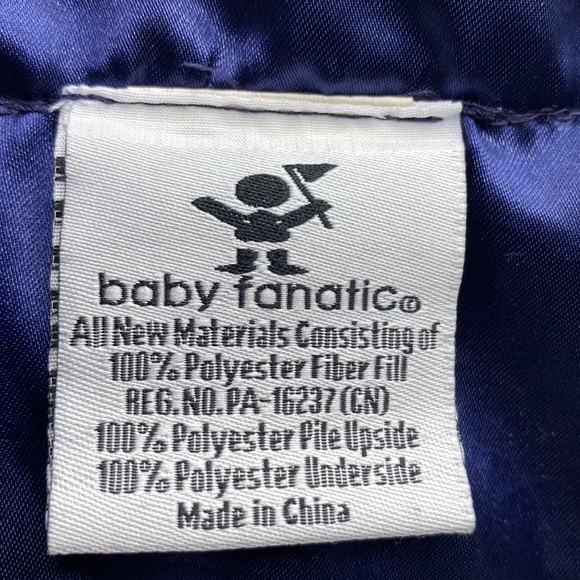 baby fanatic®
All New Materials Consisting of
100% Polyester Fiber Fill
REG.NO.PA-16237(CN)
100% Polyester Pile Upside
100% Polyester Underside
Made in China